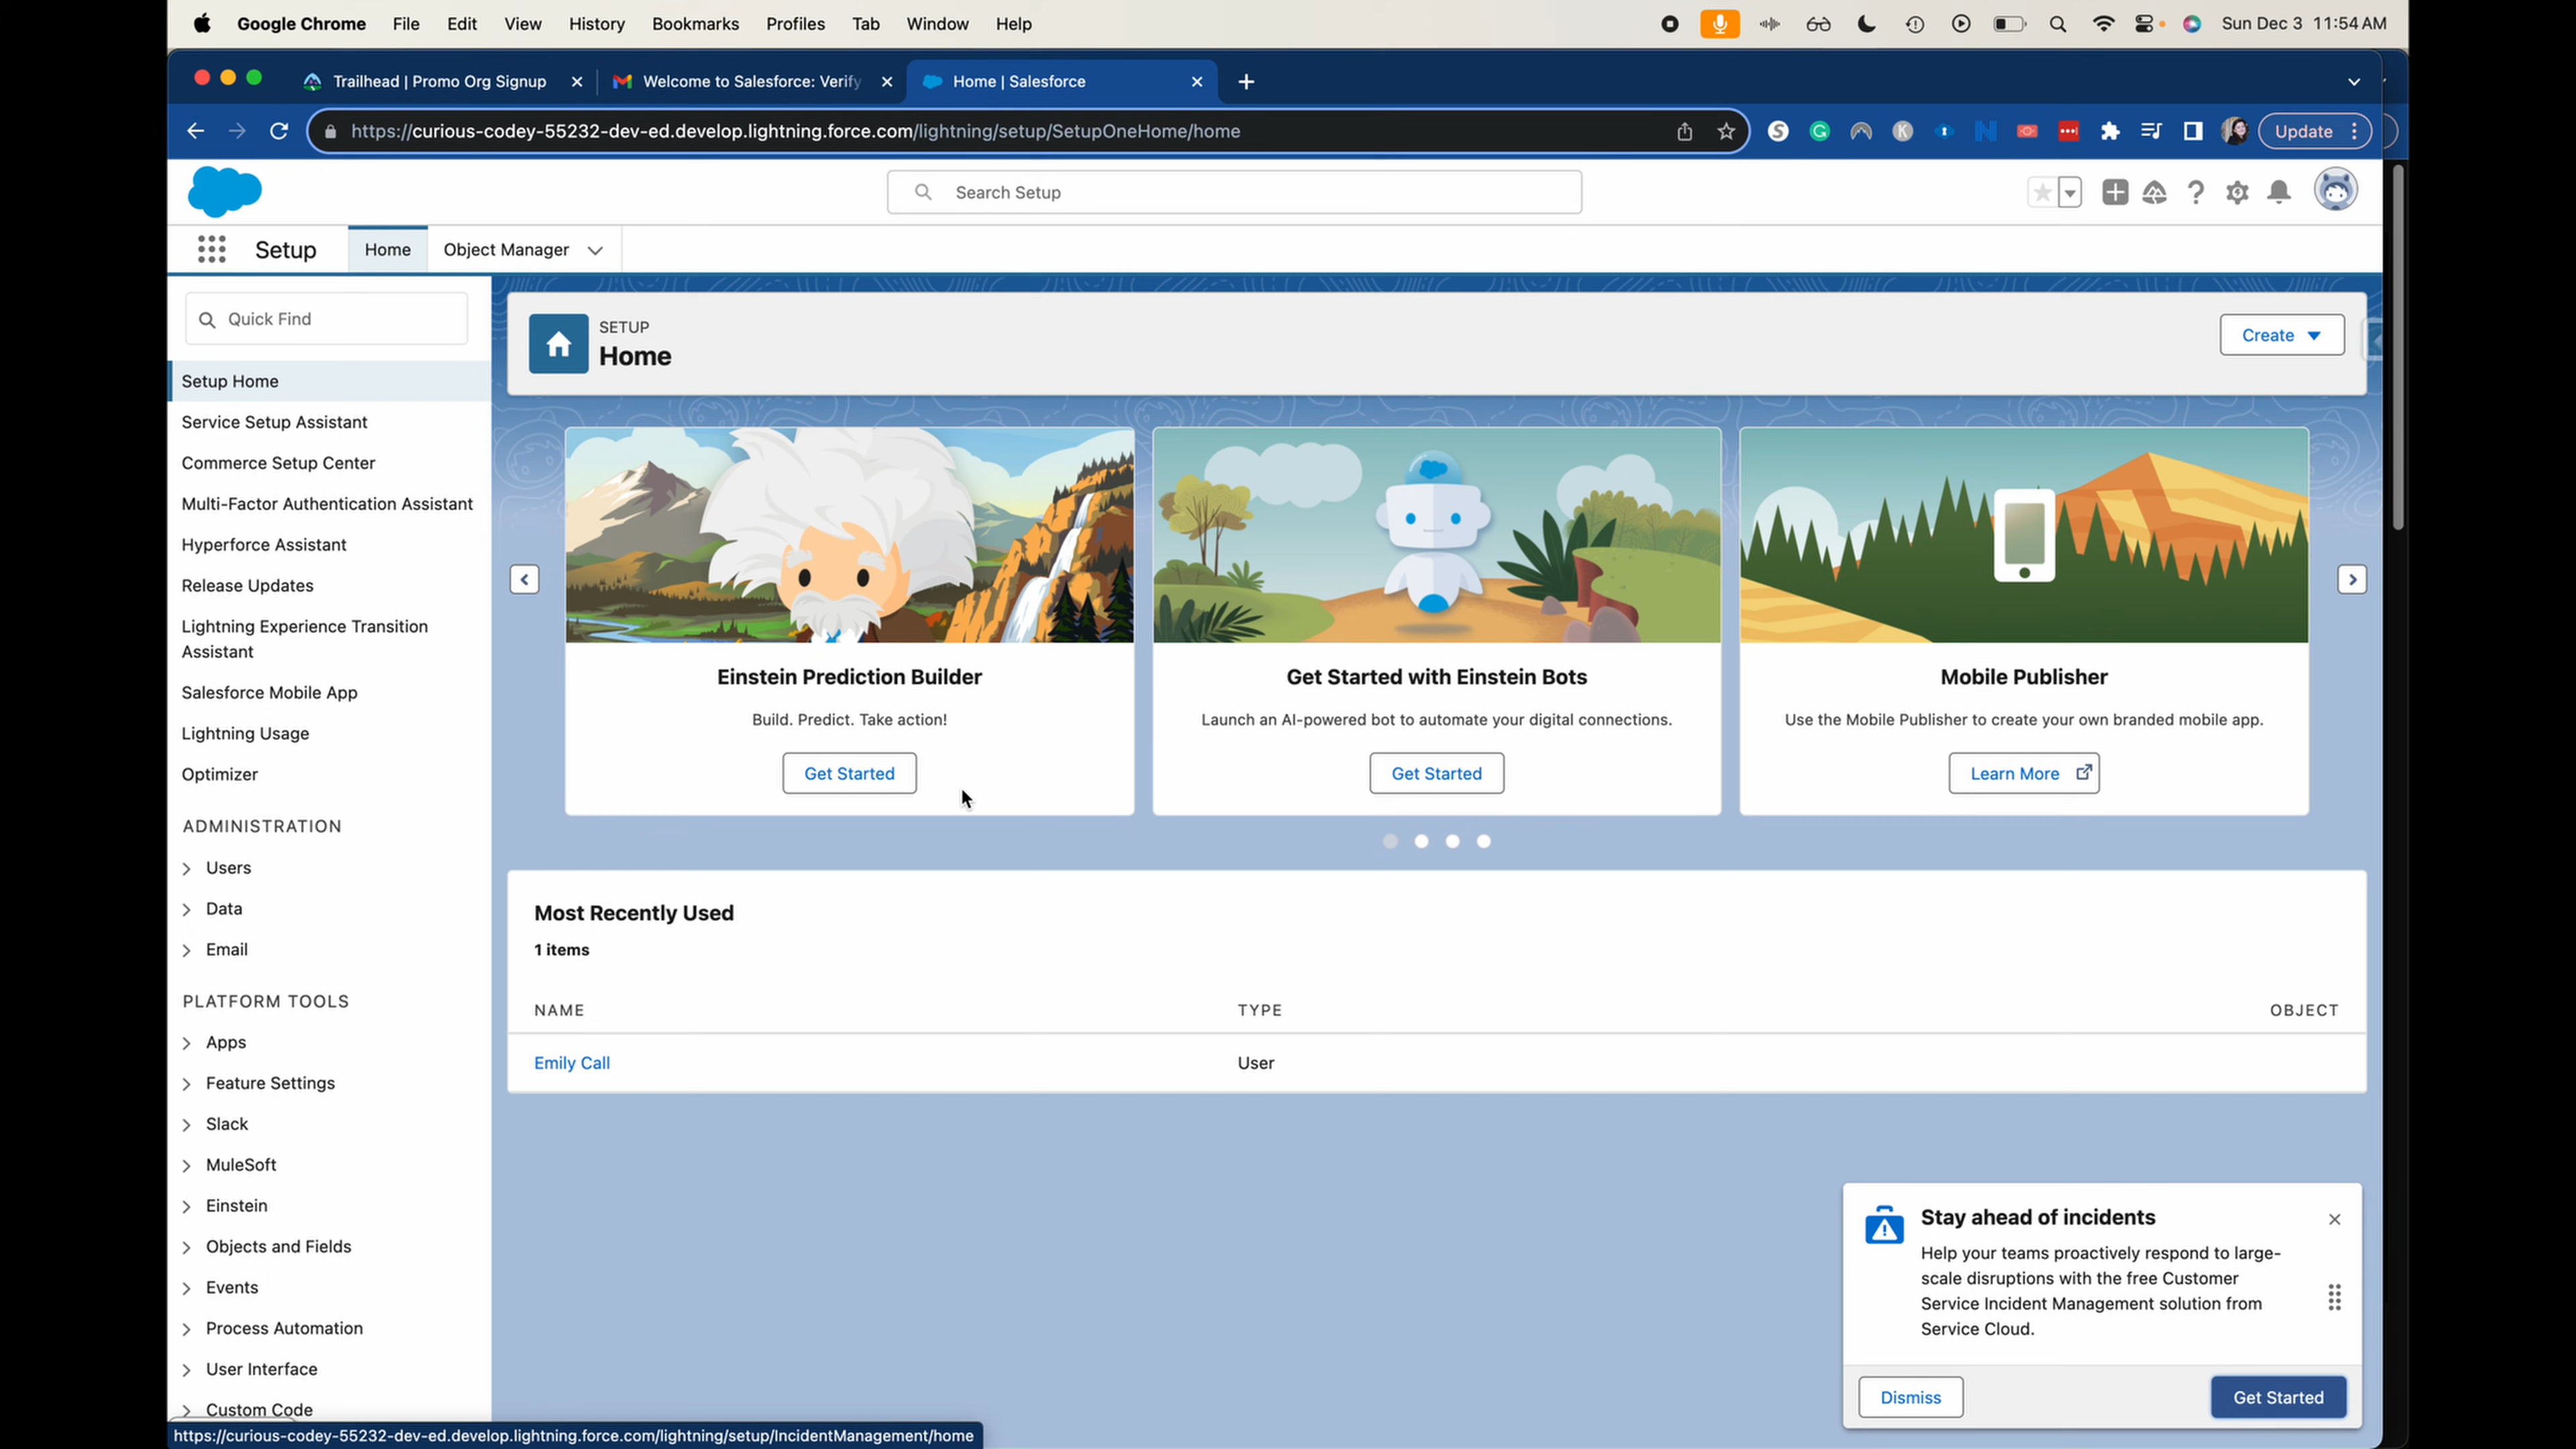 Google Chrome File Edit View History Bookmarks Profiles Tab Window Help Sun Dec 3 11:54 AM
Trailhead | Promo Org Signup Welcome to Salesforce: Verify Home | Salesforce
https://curious-codey-55232-dev-ed.develop.lightning.force.com/lightning/setup/SetupOneHome/home Update
Search Setup
Setup Home Object Manager
Quick Find
Setup Home
Service Setup Assistant
Commerce Setup Center
Multi-Factor Authentication Assistant
Hyperforce Assistant
Release Updates
Lightning Experience Transition
Assistant
Salesforce Mobile App
Lightning Usage
Optimizer
ADMINISTRATION
Users
Data
Email
PLATFORM TOOLS
Apps
Feature Settings
Slack
MuleSoft
Einstein
Objects and Fields
Events
Process Automation
User Interface
Custom Code
SETUP
Home
Create
Einstein Prediction Builder
Build. Predict. Take action!
Get Started
Get Started with Einstein Bots
Launch an AI-powered bot to automate your digital connections.
Get Started
Mobile Publisher
Use the Mobile Publisher to create your own branded mobile app.
Learn More
Most Recently Used
1 items
NAME TYPE OBJECT
Emily Call User
Stay ahead of incidents
Help your teams proactively respond to large-
scale disruptions with the free Customer
Service Incident Management solution from
Service Cloud.
Dismiss Get Started
https://curious-codey-55232-dev-ed.develop.lightning.force.com/lightning/setup/IncidentManagement/home